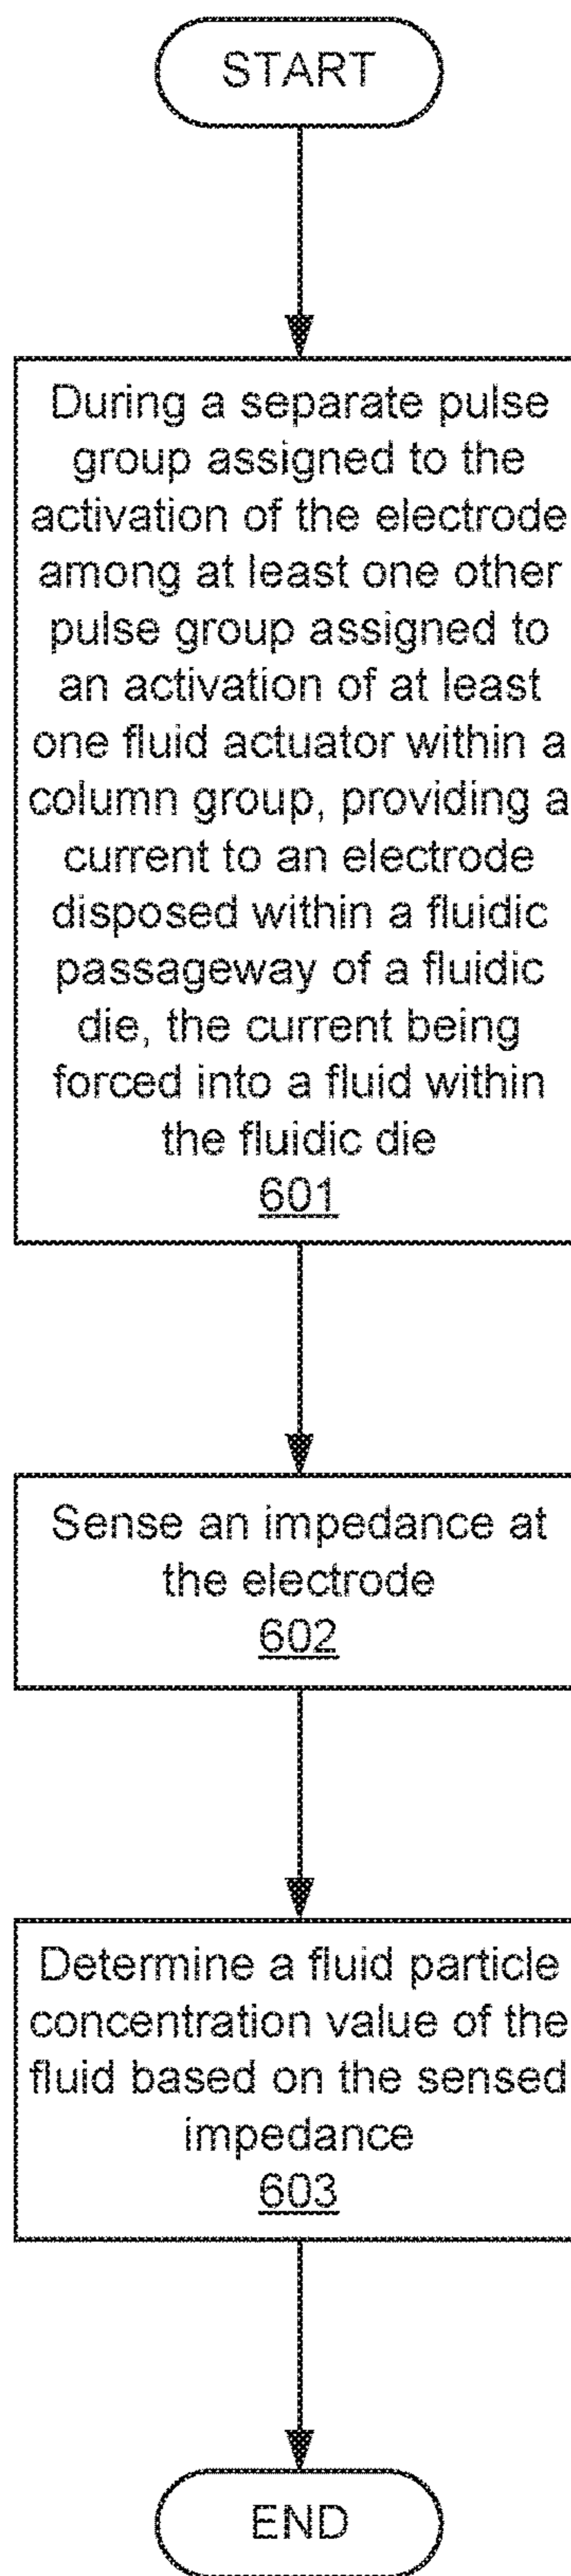 START
During a separate pulse
group assigned to the
activation of the electrode
among at least one other
pulse group assigned to
an activation of at least
one fluid actuator within a
column group, providing a
current to an electrode
disposed within a fluidic
passageway of a fluidic
die, the current being
forced into a fluid within
the fluidic die
601
Sense an impedance at
the electrode
602
Determine a fluid particle
concentration value of the
fluid based on the sensed
impedance
603
END